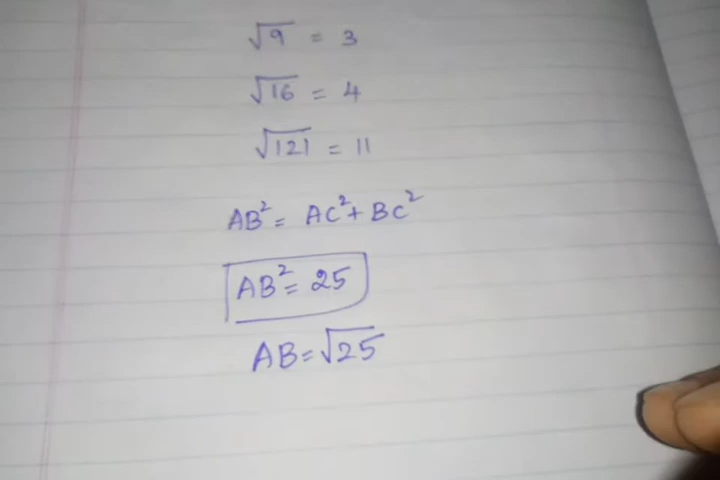 √9 = 3
√16 = 4
√121 = 11
AB² = AC² + BC²
AB² = 25
AB = √25